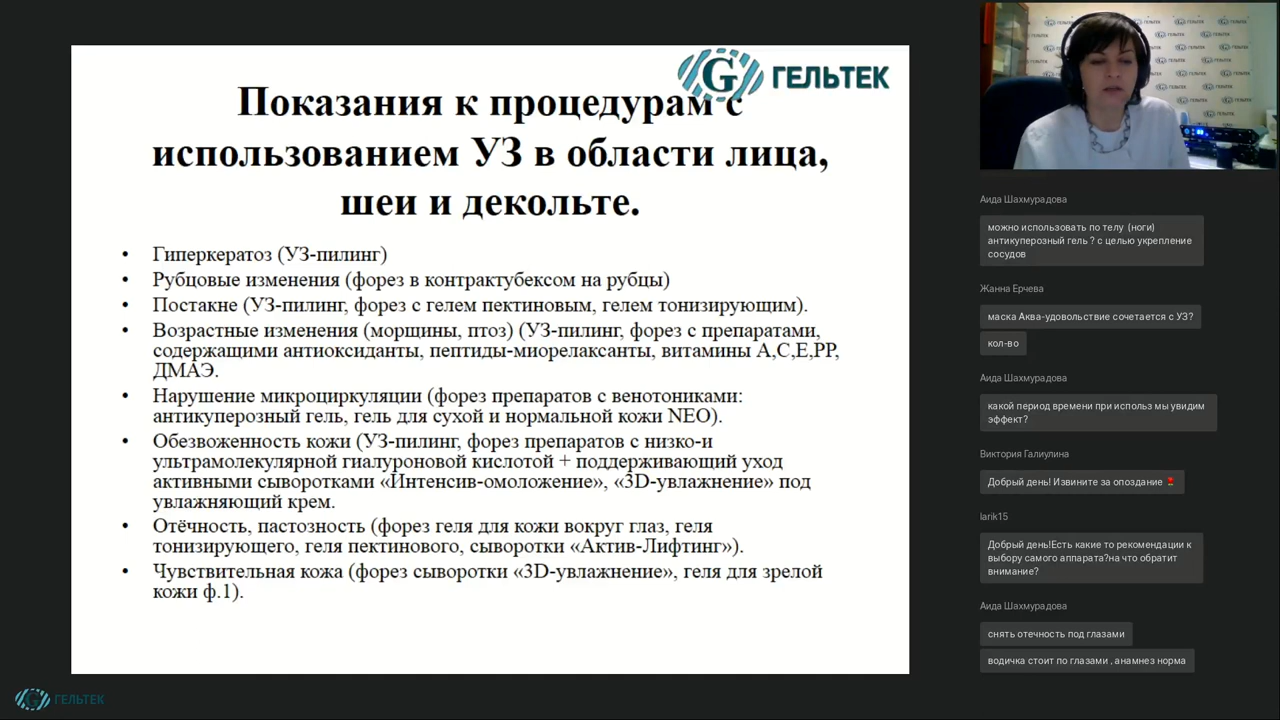 ГЕЛЬТЕК
Показания к процедурам с
использованием УЗ в области лица,
шеи и декольте.
• Гиперкератоз (УЗ-пилинг)
• Рубцовые изменения (форез в контрактубексом на рубцы)
• Постакне (УЗ-пилинг, форез с гелем пектиновым, гелем тонизирующим).
• Возрастные изменения (морщины, птоз) (УЗ-пилинг, форез с препаратами,
содержащими антиоксиданты, пептиды-миорелаксанты, витамины А,С,Е,РР,
ДМАЭ.
• Нарушение микроциркуляции (форез препаратов с венотониками:
антикуперозный гель, гель для сухой и нормальной кожи NEO).
• Обезвоженность кожи (УЗ-пилинг, форез препаратов с низко-и
ультрамолекулярной гиалуроновой кислотой + поддерживающий уход
активными сыворотками «Интенсив-омоложение», «3D-увлажнение» под
увлажняющий крем.
• Отёчность, пастозность (форез геля для кожи вокруг глаз, геля
тонизирующего, геля пектинового, сыворотки «Актив-Лифтинг»).
• Чувствительная кожа (форез сыворотки «3D-увлажнение», геля для зрелой
кожи ф.1).
ГЕЛЬТЕК
Аида Шахмурадова
можно использовать по телу (ноги)
антикуперозный гель ? с целью укрепление
сосудов
Жанна Ерчева
маска Аква-удовольствие сочетается с УЗ?
кол-во
Аида Шахмурадова
какой период времени при использ мы увидим
эффект?
Виктория Галиулина
Добрый день! Извините за опоздание
larik15
Добрый день!Есть какие то рекомендации к
выбору самого аппарата?на что обратит
внимание?
Аида Шахмурадова
снять отечность под глазами
водичка стоит по глазами , анамнез норма